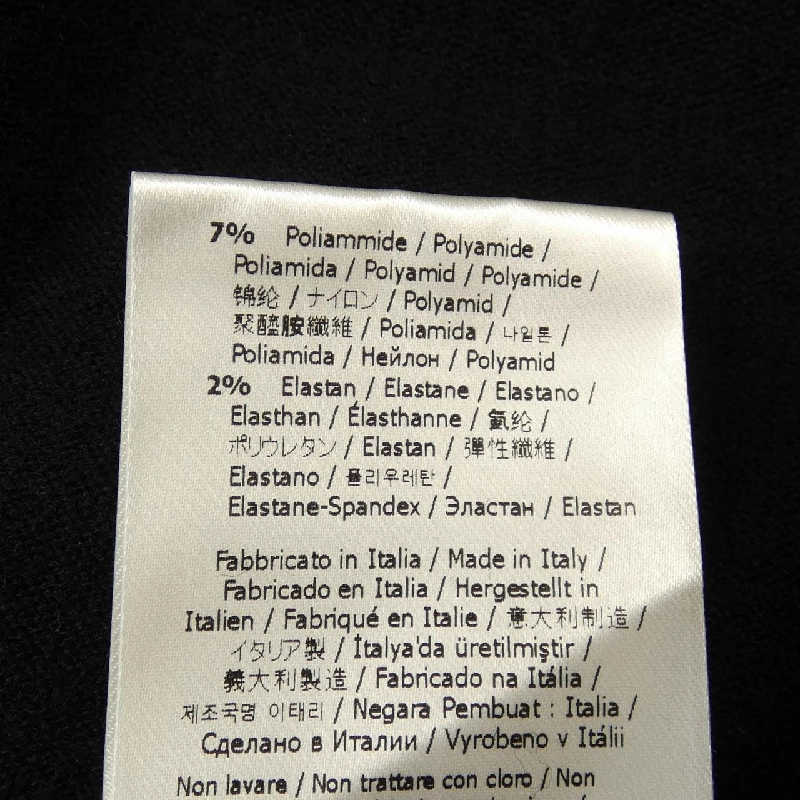 7% Poliammide / Polyamide /
Poliamida / Polyamid / Polyamide /
锦纶 / ナイロン / Polyamid /
聚醯胺纖維 / Poliamida / 나일론 /
Poliamida / Нейлон / Polyamid
2% Elastan / Elastane / Elastano /
Elasthan / Élasthanne / 氨纶 /
ポリウレタン / Elastan / 彈性纖維 /
Elastano / 폴리우레탄 /
Elastane-Spandex / Эластан / Elastan
Fabbricato in Italia / Made in Italy /
Fabricado en Italia / Hergestellt in
Italien / Fabriqué en Italie / 意大利制造 /
イタリア製 / İtalya'da üretilmiştir /
義大利製造 / Fabricado na Itália /
제조국명 이태리 / Negara Pembuat : Italia /
Сделано в Италии / Vyrobeno v Itálii
Non lavare / Non trattare con cloro / Non